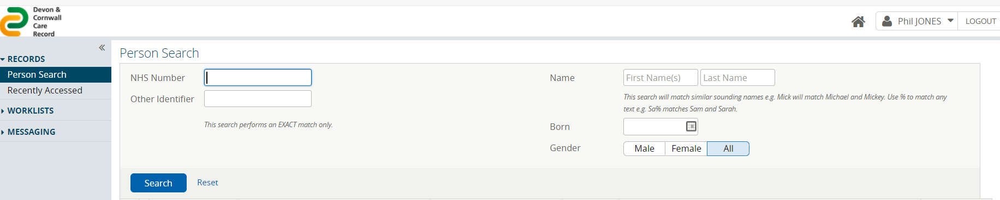 Devon &
Cornwall
Care
Record
Phil JONES
LOGOUT
RECORDS
Person Search
Recently Accessed
WORKLISTS
MESSAGING
Person Search
NHS Number
Other Identifier
This search performs an EXACT match only.
Name
First Name(s)
Last Name
This search will match similar sounding names e.g. Mick will match Michael and Mickey. Use % to match any
text e.g. Sa% matches Sam and Sarah.
Born
Gender
Male
Female
All
Search
Reset